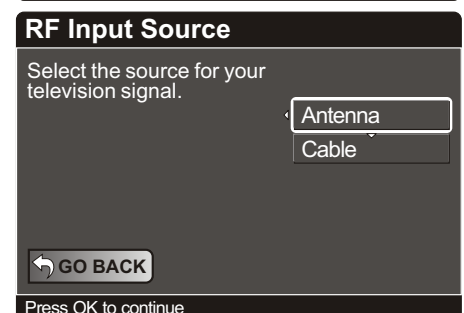 RF Input Source
Select the source for your
television signal.
Antenna
Cable
GO BACK
Press OK to continue